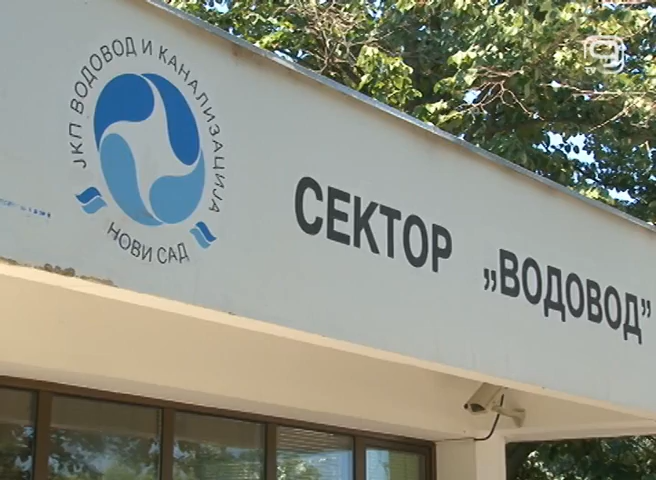 ЈКП ВОДОВОД И КАНАЛИЗАЦИЈА
НОВИ САД
СЕКТОР „ВОДОВОД”